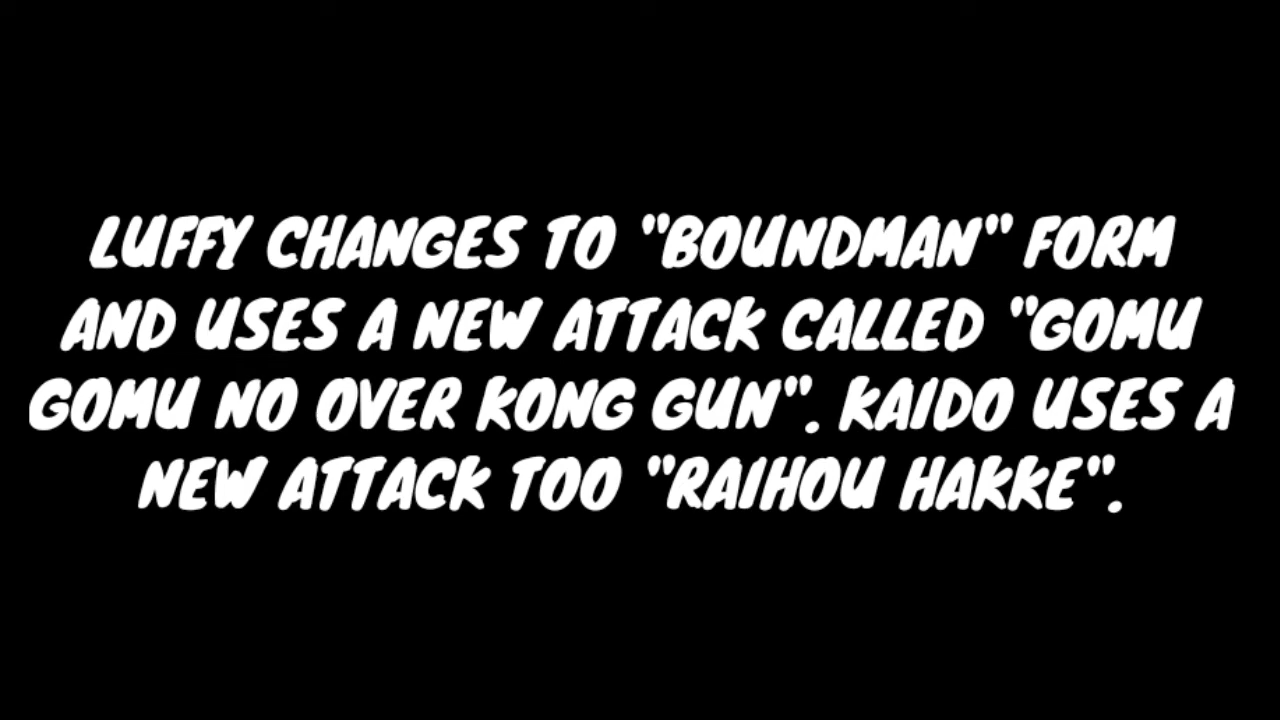 LUFFY CHANGES TO "BOUNDMAN" FORM
AND USES A NEW ATTACK CALLED "GOMU
GOMU NO OVER KONG GUN". KAIDO USES A
NEW ATTACK TOO "RAIHOU HAKKE".